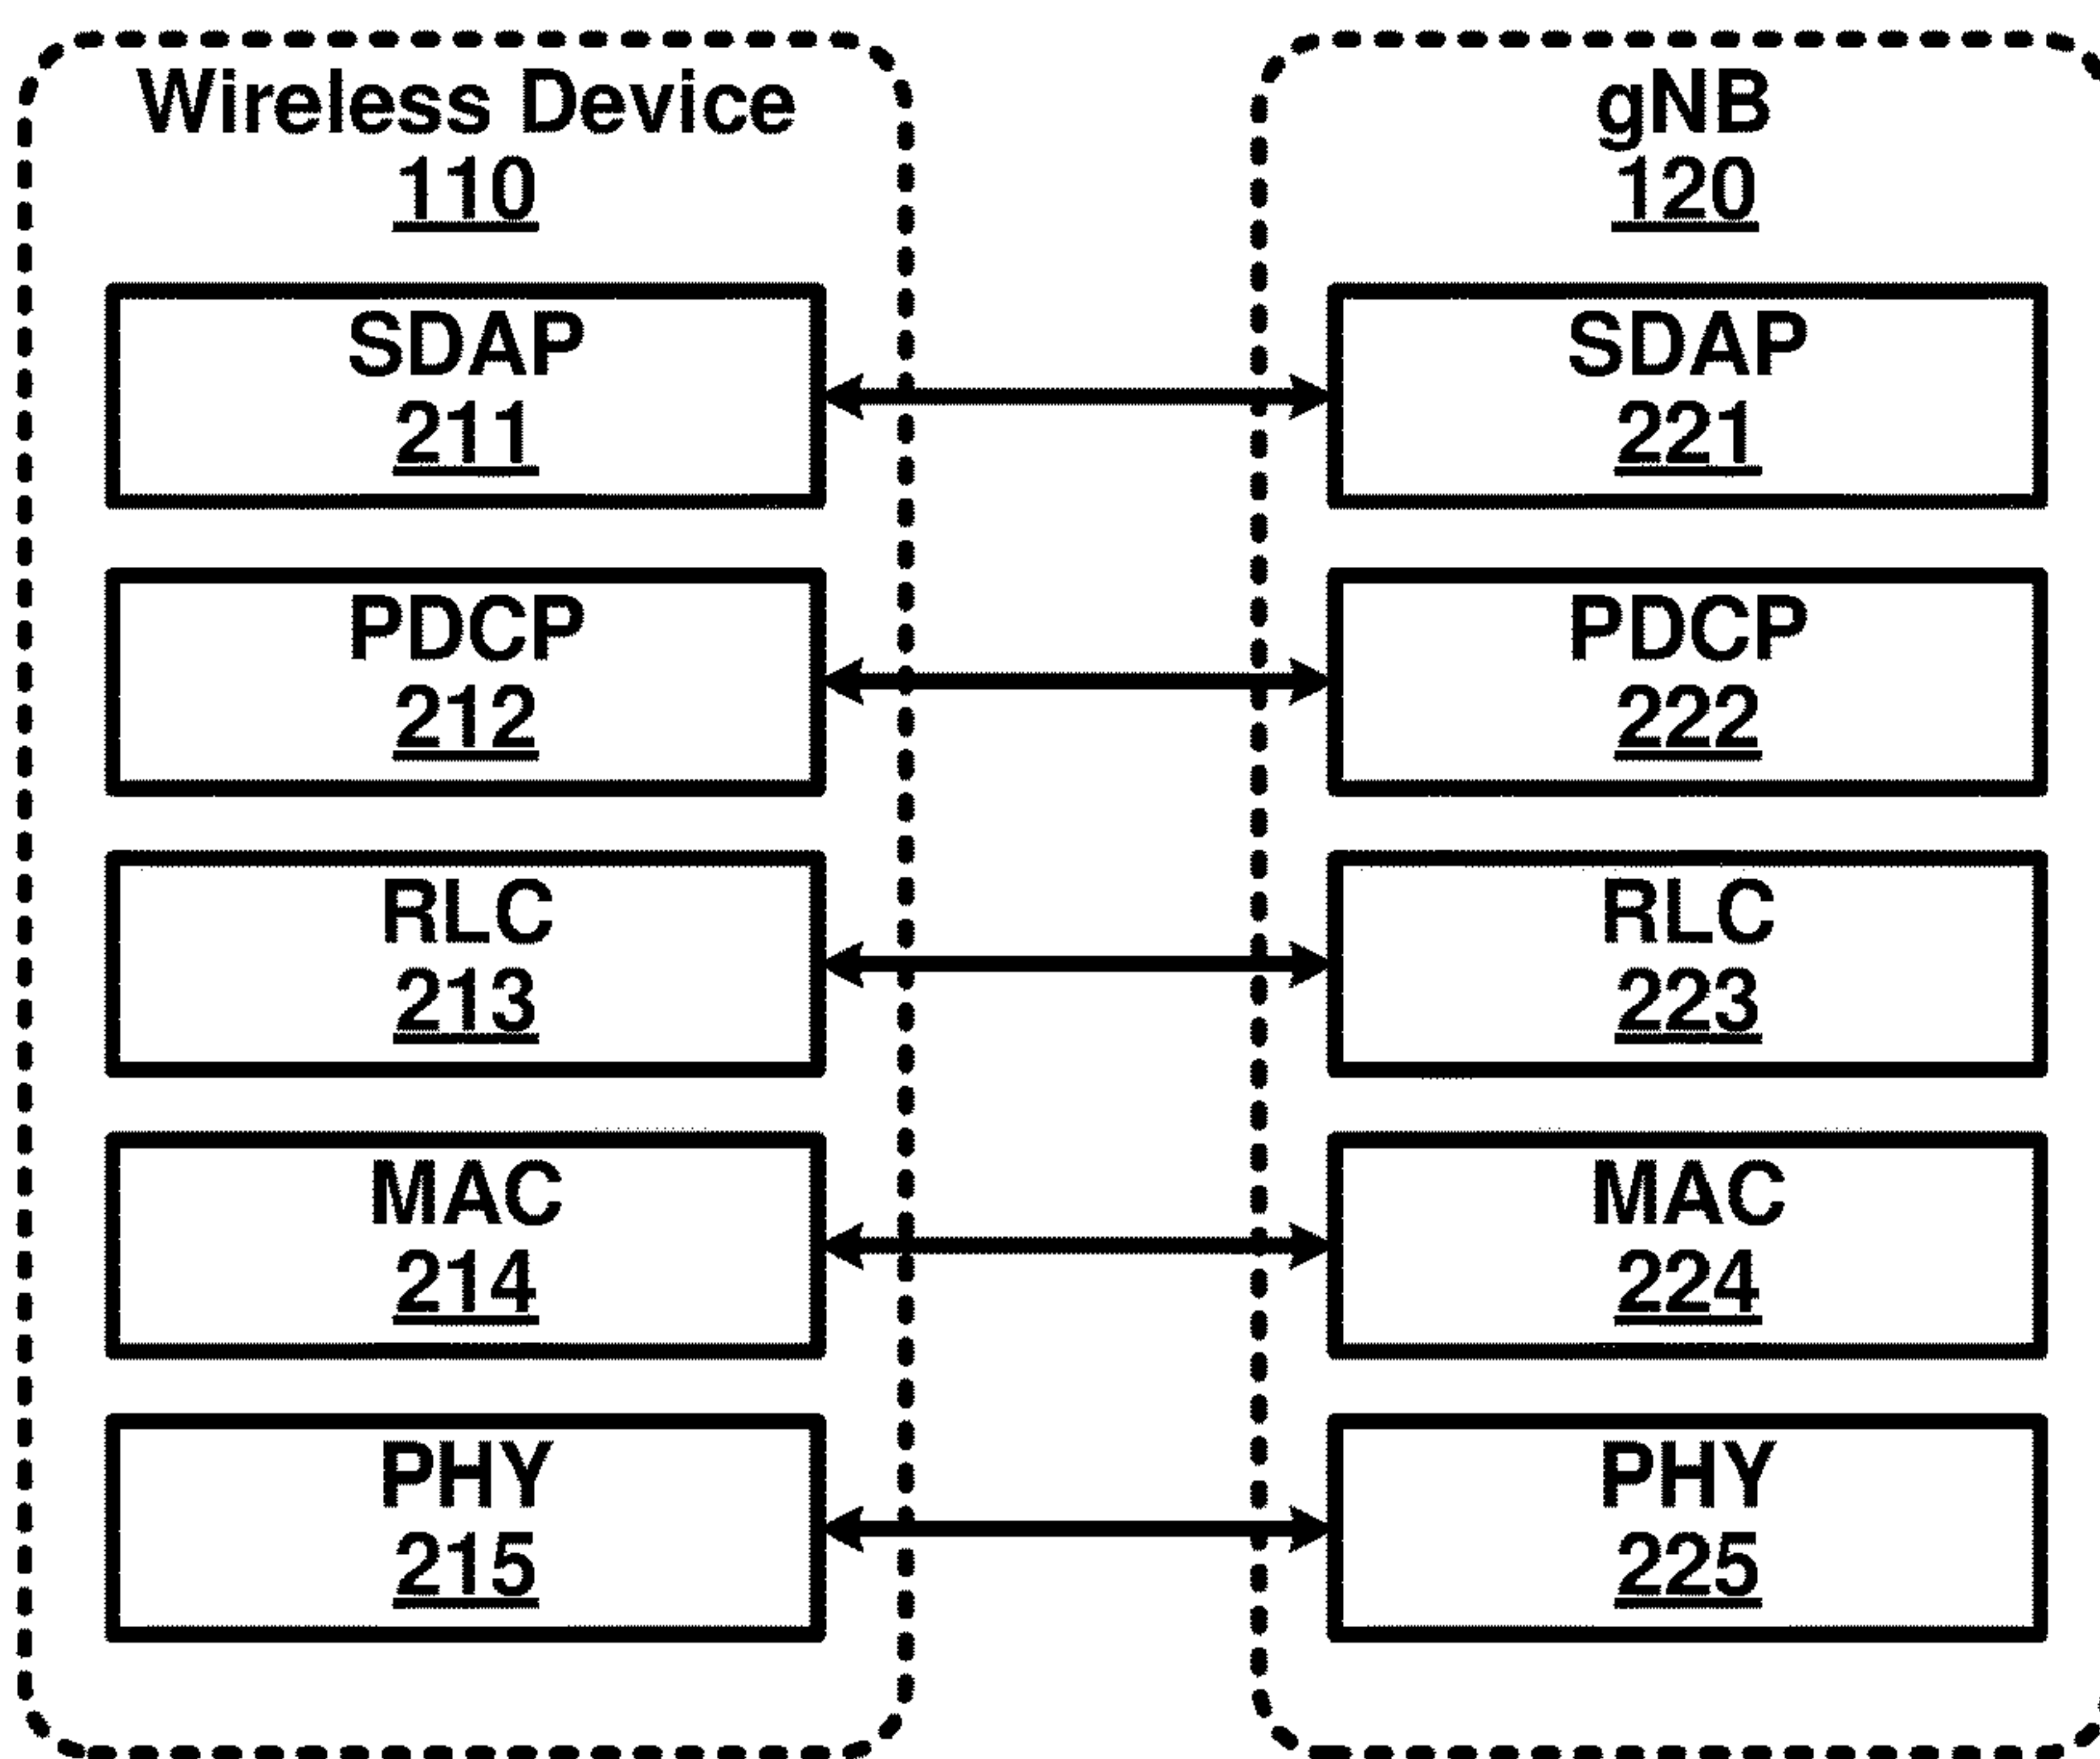 Wireless Device
110
SDAP
211
PDCP
212
RLC
213
MAC
214
PHY
215
gNB
120
SDAP
221
PDCP
222
RLC
223
MAC
224
PHY
225